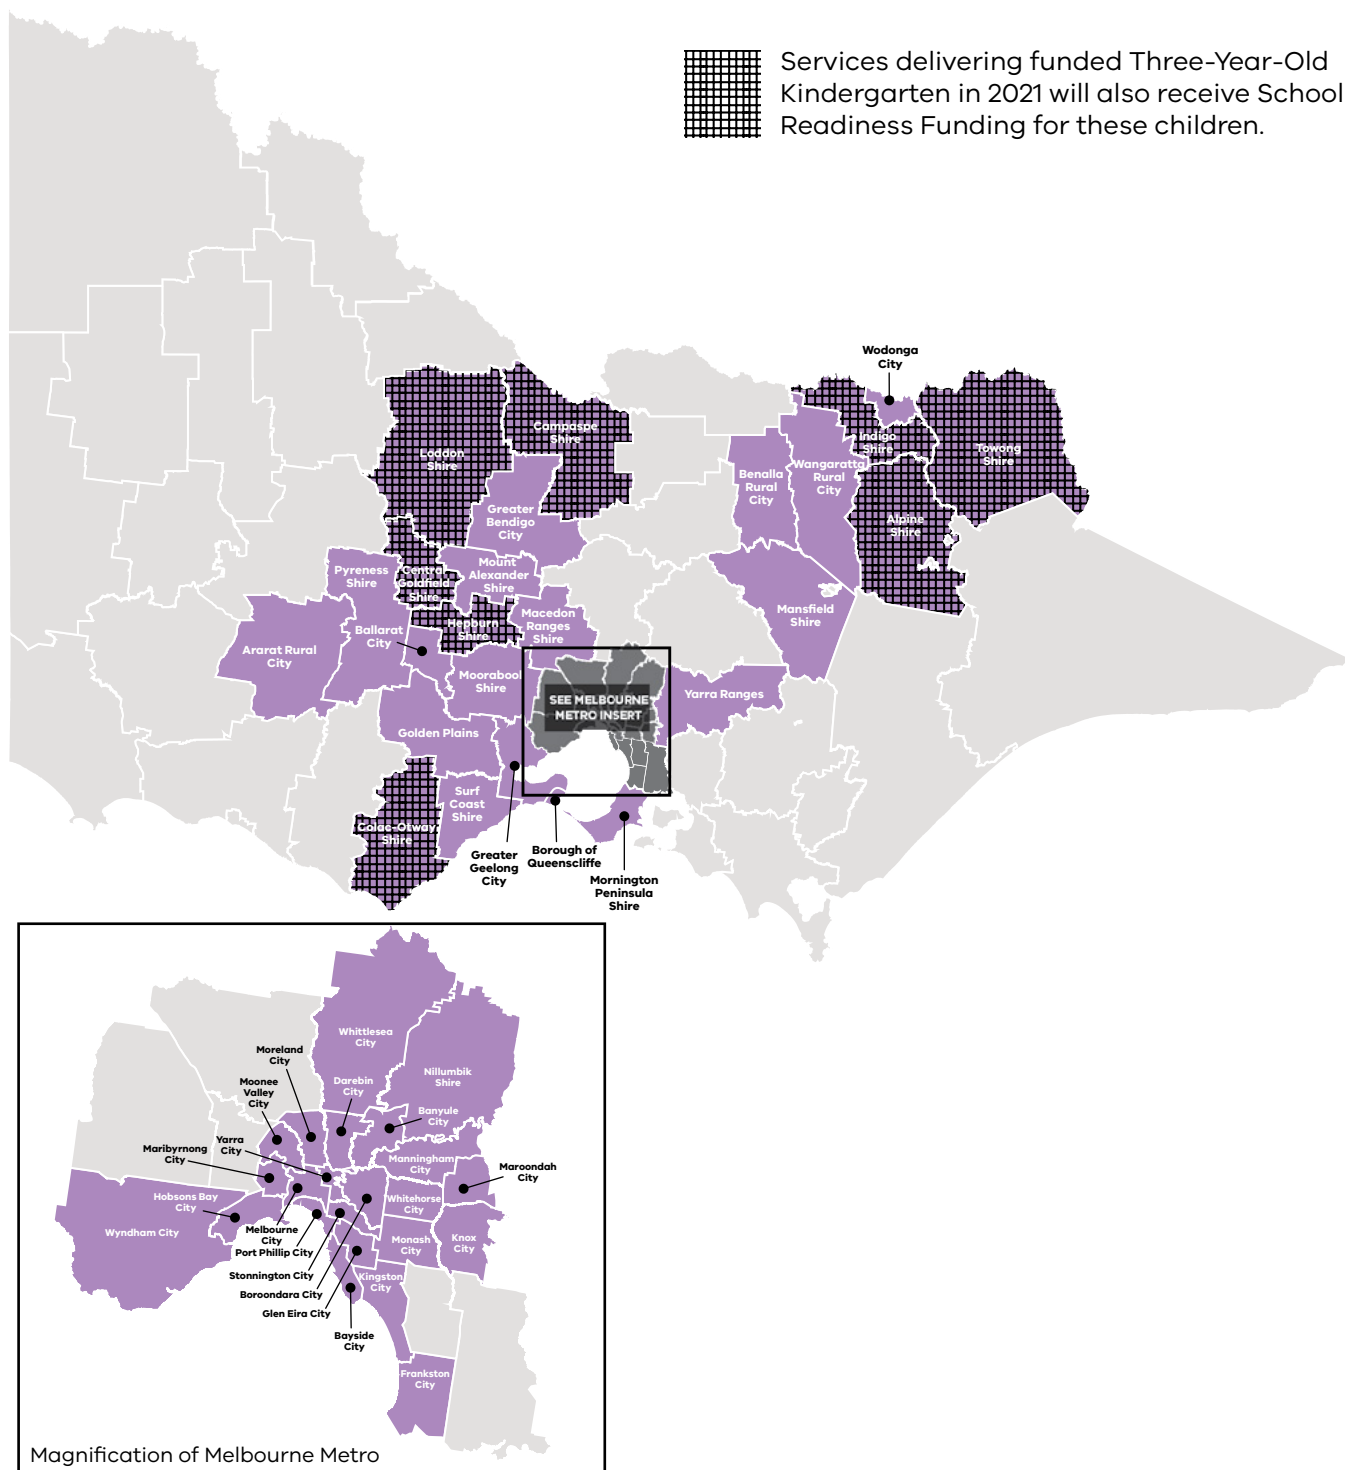 Services delivering funded Three-Year-Old
Kindergarten in 2021 will also receive School
Readiness Funding for these children.
Wodonga
City
Campaspe
Shire
Loddon
Shire
Indigo
Shire
Towong
Shire
Benalla
Rural
City
Wangaratta
Rural
City
Greater
Bendigo
City
Alpine
Shire
Pyreness
Shire
Central
Goldfield
Shire
Mount
Alexander
Shire
Mansfield
Shire
Hepburn
Shire
Macedon
Ranges
Shire
Ballarat
City
Ararat Rural
City
Moorabool
Shire
SEE MELBOURNE
METRO INSERT
Yarra Ranges
Golden Plains
Surf
Coast
Shire
Colac-Otway
Shire
Greater
Geelong
City
Borough of
Queenscliffe
Mornington
Peninsula
Shire
Whittlesea
City
Moreland
City
Nillumbik
Shire
Moonee
Valley
City
Darebin
City
Banyule
City
Yarra
City
Maribyrnong
City
Manningham
City
Maroondah
City
Hobsons Bay
City
Whitehorse
City
Wyndham City
Melbourne
City
Port Phillip City
Monash
City
Knox
City
Stonnington City
Kingston
City
Boroondara City
Glen Eira City
Bayside
City
Frankston
City
Magnification of Melbourne Metro